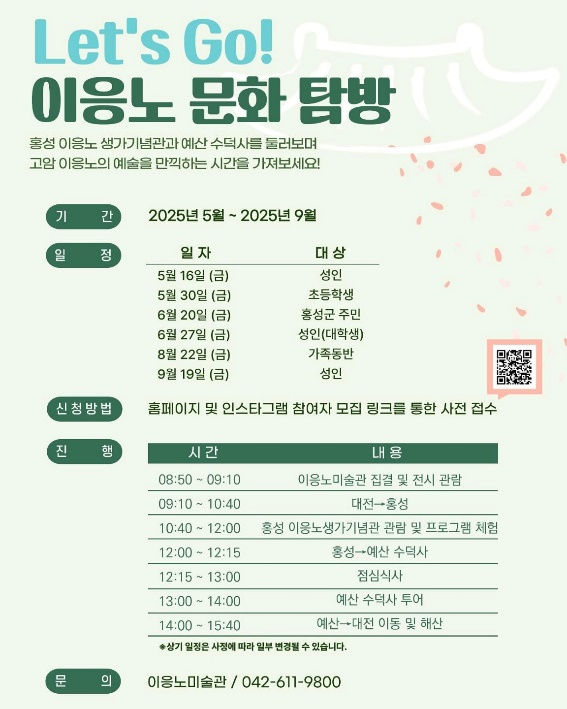 Let's Go!
이응노 문화 탐방
홍성 이응노 생가기념관과 예산 수덕사를 둘러보며
고암 이응노의 예술을 만끽하는 시간을 가져보세요!
기 간 2025년 5월 ~ 2025년 9월
일 정 일 자 대 상
5월 16일 (금) 성인
5월 30일 (금) 초등학생
6월 20일 (금) 홍성군 주민
6월 27일 (금) 성인(대학생)
8월 22일 (금) 가족동반
9월 19일 (금) 성인
신청방법 홈페이지 및 인스타그램 참여자 모집 링크를 통한 사전 접수
진 행 시 간 내 용
08:50 ~ 09:10 이응노미술관 집결 및 전시 관람
09:10 ~ 10:40 대전→홍성
10:40 ~ 12:00 홍성 이응노생가기념관 관람 및 프로그램 체험
12:00 ~ 12:15 홍성→예산 수덕사
12:15 ~ 13:00 점심식사
13:00 ~ 14:00 예산 수덕사 투어
14:00 ~ 15:40 예산→대전 이동 및 해산
※상기 일정은 사정에 따라 일부 변경될 수 있습니다.
문 의 이응노미술관 / 042-611-9800